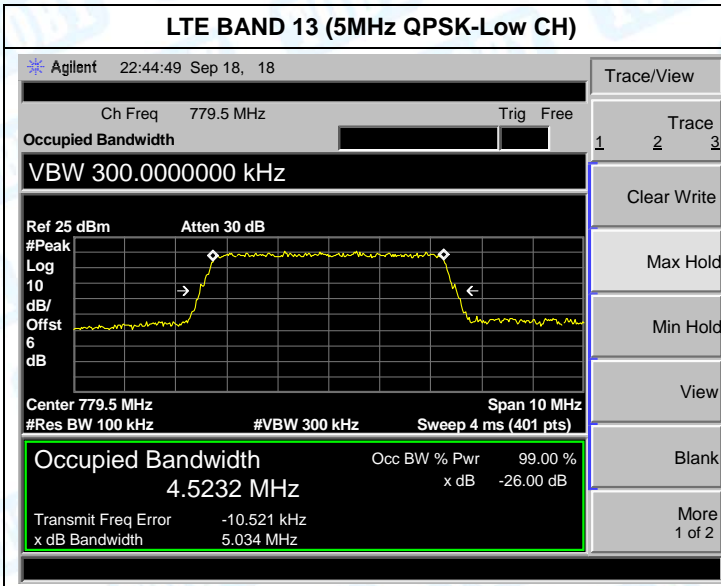 LTE BAND 13 (5MHz QPSK-Low CH)
Agilent 22:44:49 Sep 18, 18
Trace/View
Ch Freq 779.5 MHz Trig Free
Occupied Bandwidth
Trace
1 2 3
VBW 300.0000000 kHz
Clear Write
Ref 25 dBm Atten 30 dB
#Peak
Log
10
dB/
Offst
6
dB
Max Hold
Min Hold
View
Center 779.5 MHz Span 10 MHz
#Res BW 100 kHz #VBW 300 kHz Sweep 4 ms (401 pts)
Occupied Bandwidth Occ BW % Pwr 99.00 %
4.5232 MHz x dB -26.00 dB
Blank
Transmit Freq Error -10.521 kHz
x dB Bandwidth 5.034 MHz
More
1 of 2